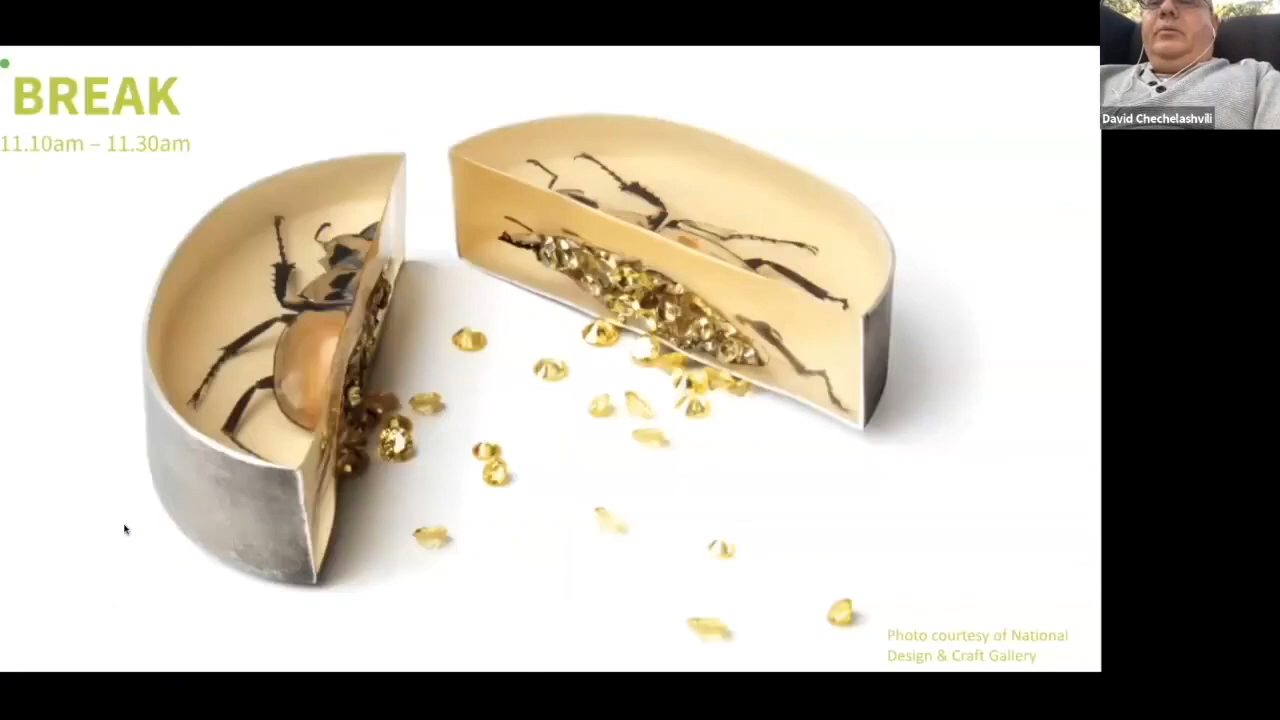 BREAK
11.10am – 11.30am
David Chechelashvili
Photo courtesy of National
Design & Craft Gallery